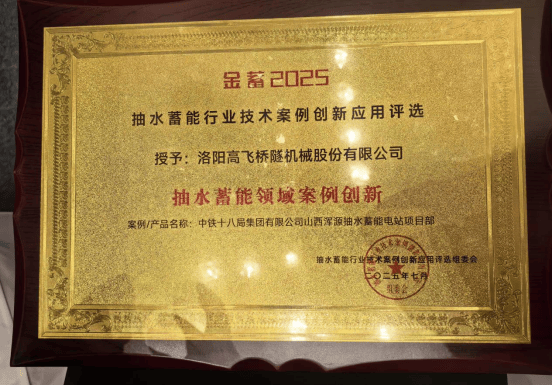 金蓄2025
抽水蓄能行业技术案例创新应用评选
授予：洛阳高飞桥隧机械股份有限公司
抽水蓄能领域案例创新
案例/产品名称：中铁十八局集团有限公司山西浑源抽水蓄能电站项目部
抽水蓄能行业技术案例创新应用评选组委会
二〇二五年七月
组委会